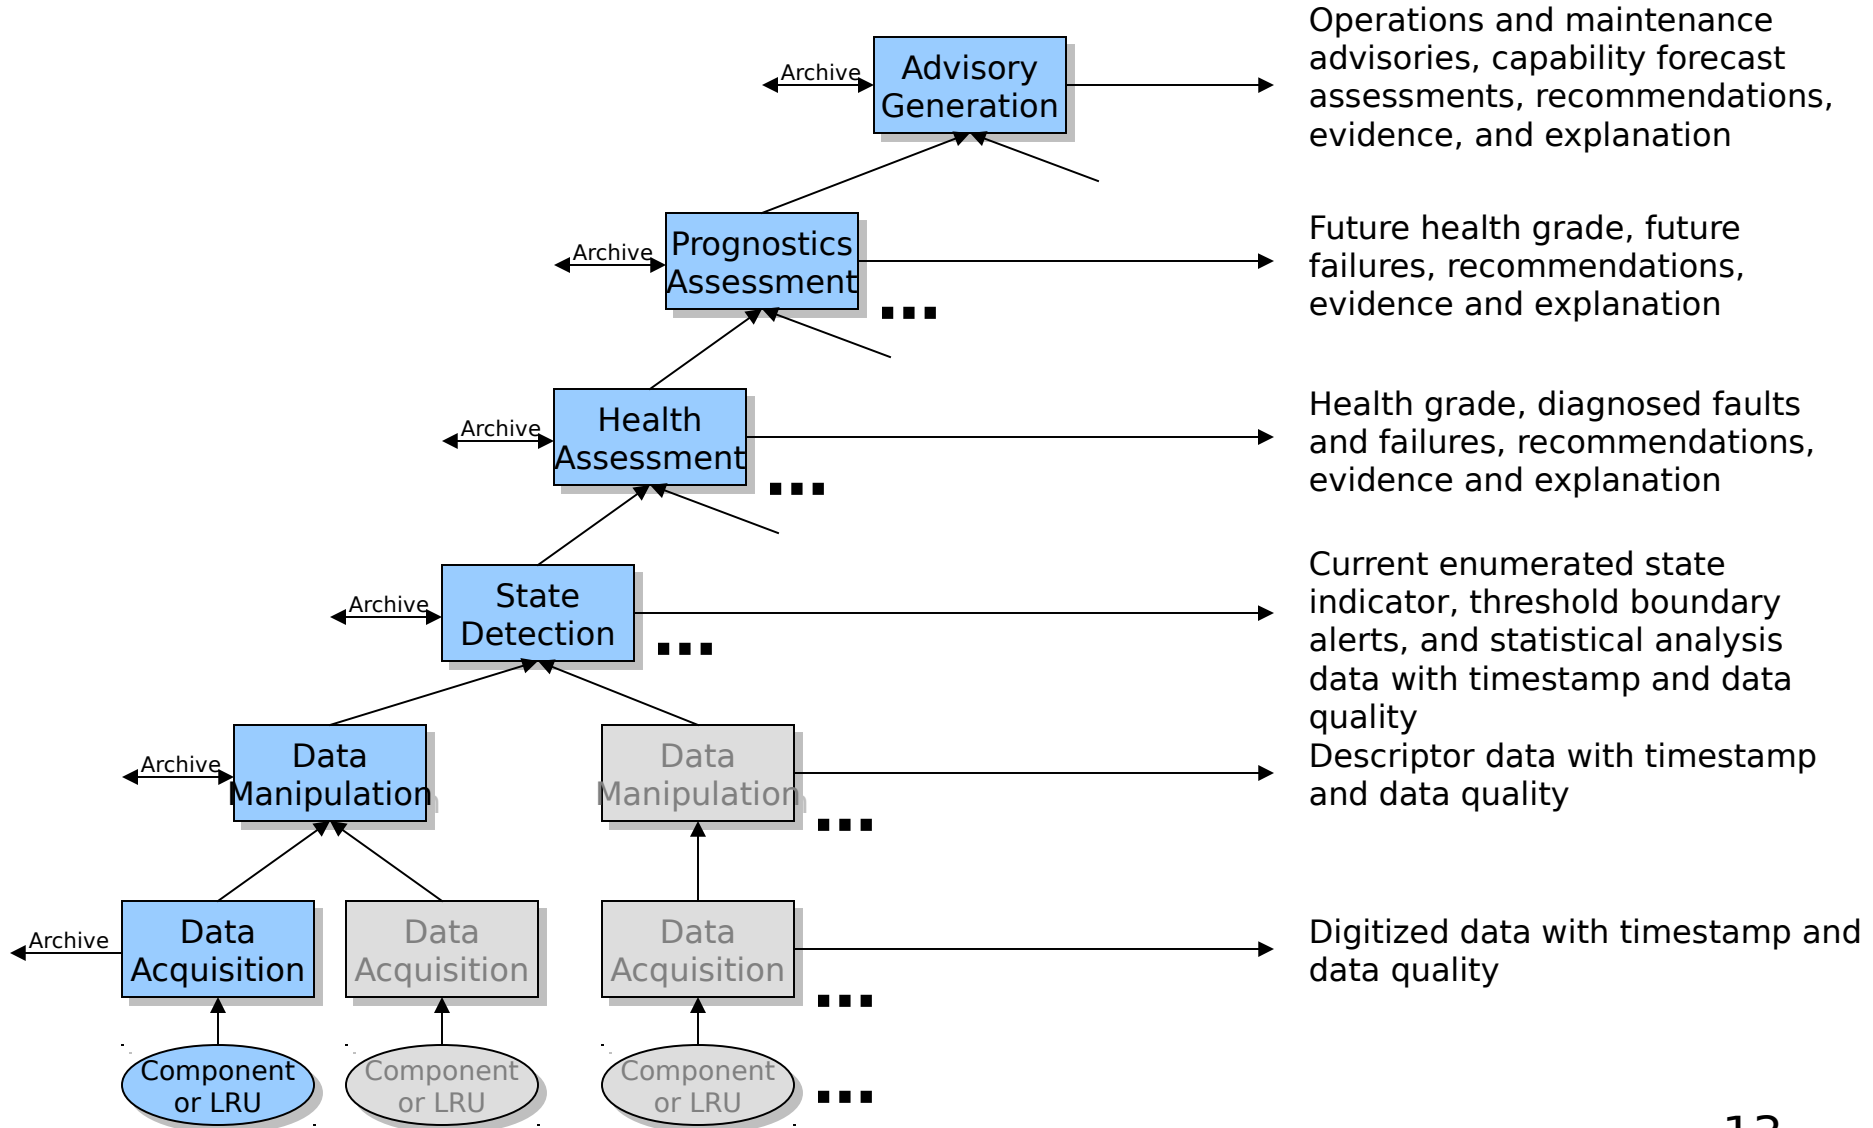 Operations and maintenance
advisories, capability forecast
assessments, recommendations,
evidence, and explanation
Archive
Advisory
Generation
Archive
Prognostics
Assessment
...
Future health grade, future
failures, recommendations,
evidence and explanation
Archive
Health
Assessment
...
Health grade, diagnosed faults
and failures, recommendations,
evidence and explanation
Archive
State
Detection
...
Current enumerated state
indicator, threshold boundary
alerts, and statistical analysis
data with timestamp and data
quality
Archive
Data
Manipulation
Data
Manipulation
...
Descriptor data with timestamp
and data quality
Archive
Data
Acquisition
Data
Acquisition
Data
Acquisition
...
Digitized data with timestamp and
data quality
Component
or LRU
Component
or LRU
Component
or LRU
...